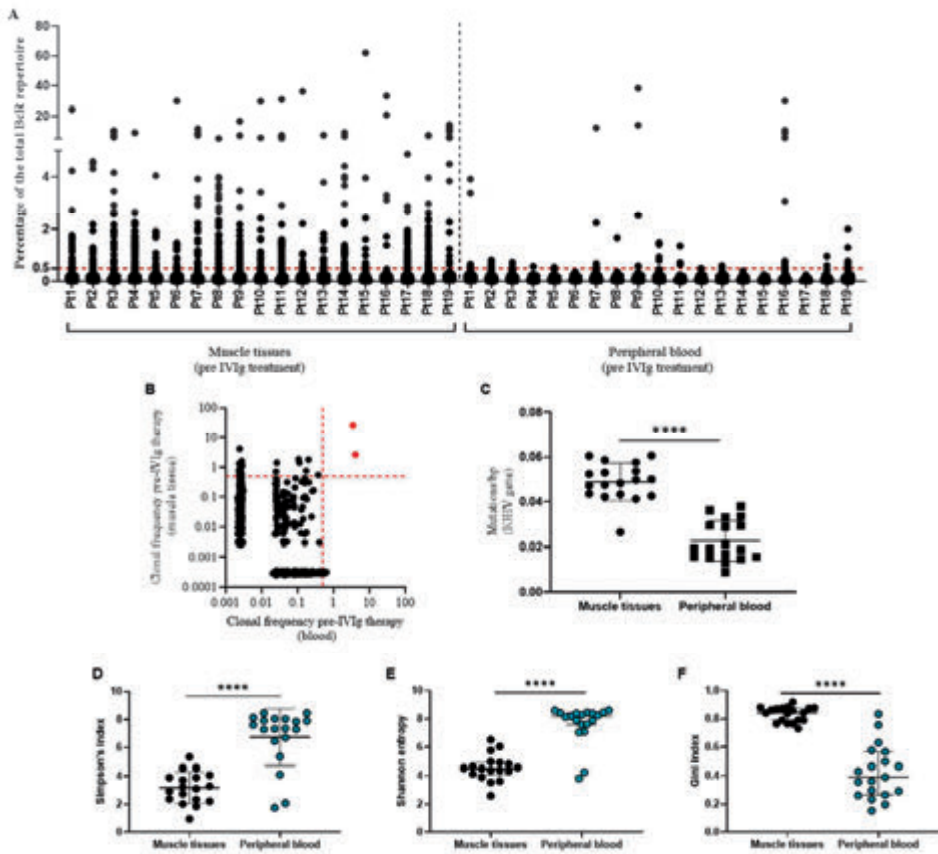 A
Percentage of the total BcR repertoire
80
60
40
20
4
2
0.5
0
Pt1 Pt2 Pt3 Pt4 Pt5 Pt6 Pt7 Pt8 Pt9 Pt10 Pt11 Pt12 Pt13 Pt14 Pt15 Pt16 Pt17 Pt18 Pt19 Pt1 Pt2 Pt3 Pt4 Pt5 Pt6 Pt7 Pt8 Pt9 Pt10 Pt11 Pt12 Pt13 Pt14 Pt15 Pt16 Pt17 Pt18 Pt19
Muscle tissues
(pre IVIg treatment)
Peripheral blood
(pre IVIg treatment)
B
Clonal frequency pre-IVIg therapy
(muscle tissue)
100
10
1
0.1
0.01
0.001
0.0001
0.001 0.01 0.1 1 10 100
Clonal frequency pre-IVIg therapy
(blood)
C
Mutations/bp
(IGHV gene)
0.08
0.06
0.04
0.02
0.00
****
Muscle tissues Peripheral blood
D
Simpson's index
10
8
6
4
2
0
****
Muscle tissues Peripheral blood
E
Shannon entropy
10
8
6
4
2
0
****
Muscle tissues Peripheral blood
F
Gini Index
1.0
0.8
0.6
0.4
0.2
0.0
****
Muscle tissues Peripheral blood